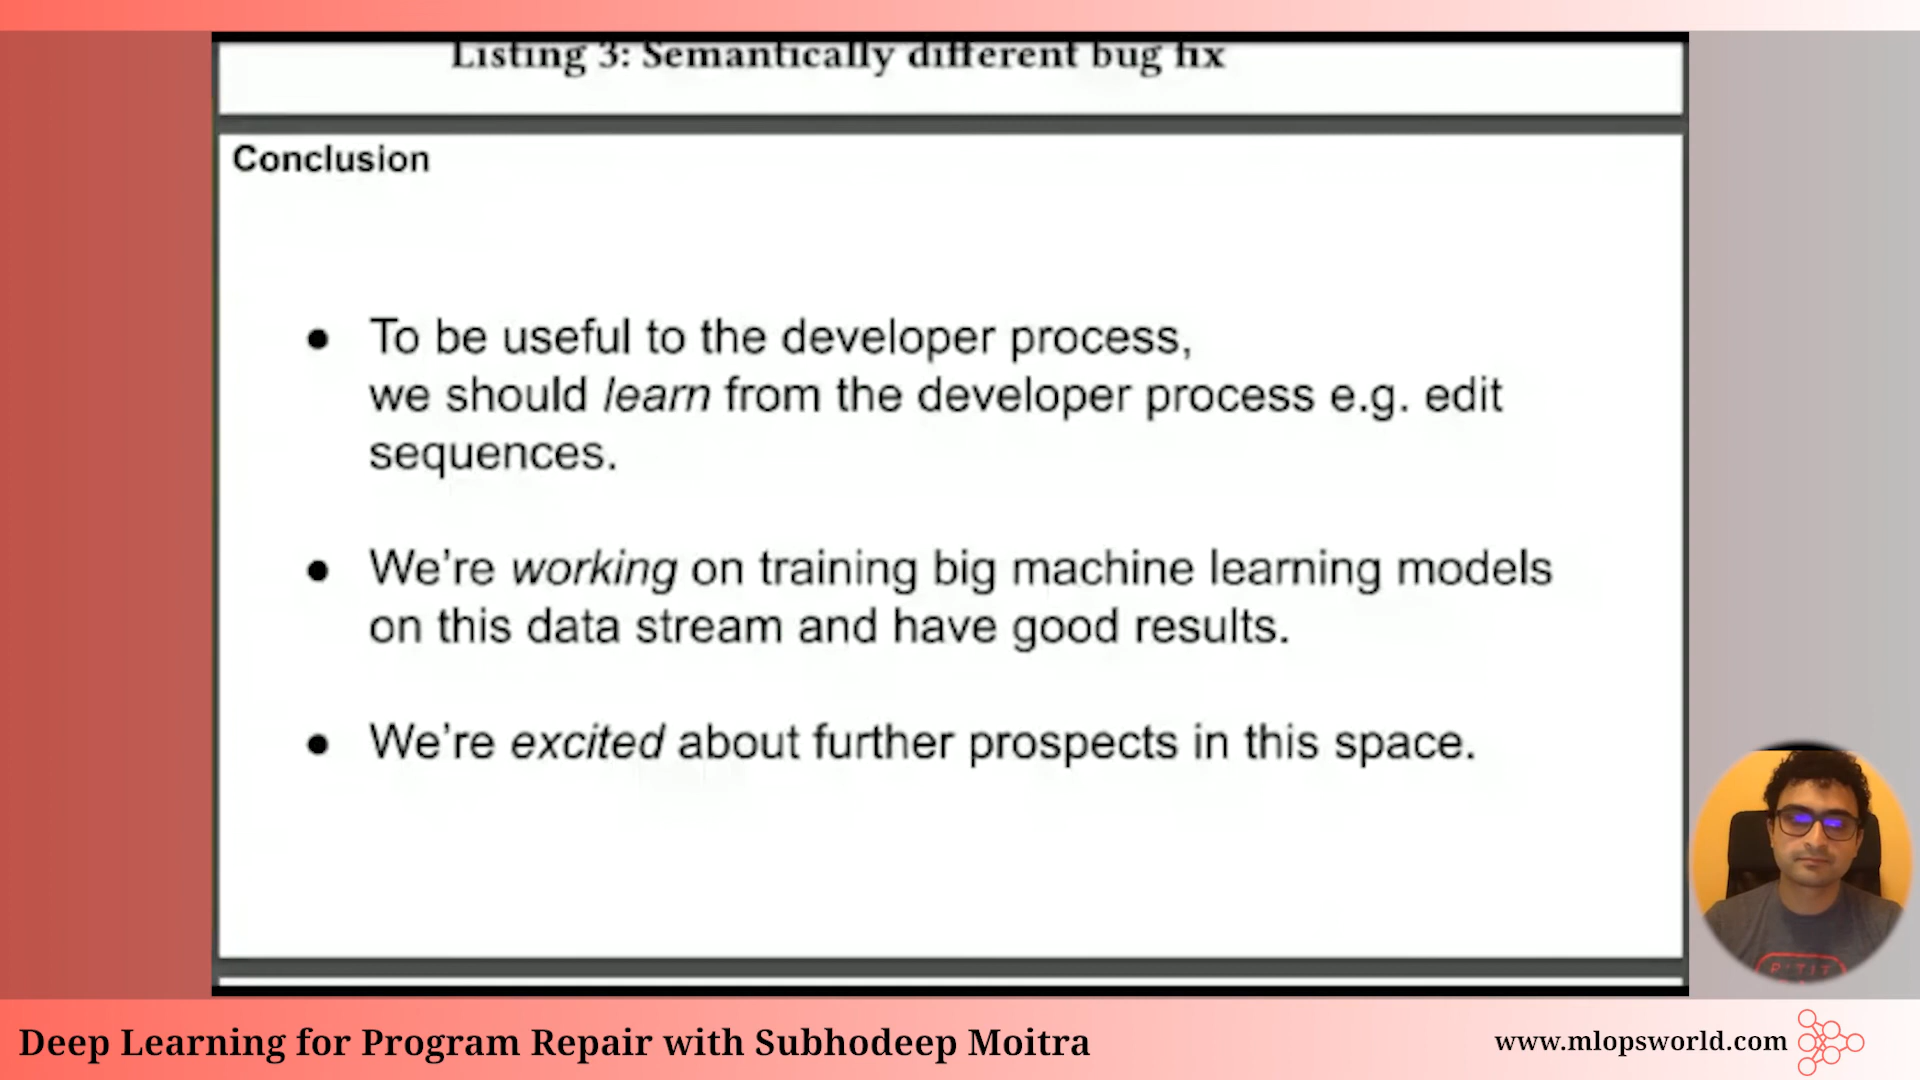 Listing 3: Semantically different bug fix
Conclusion
● To be useful to the developer process,
we should learn from the developer process e.g. edit
sequences.
● We're working on training big machine learning models
on this data stream and have good results.
● We're excited about further prospects in this space.
Deep Learning for Program Repair with Subhodeep Moitra
www.mlopsworld.com